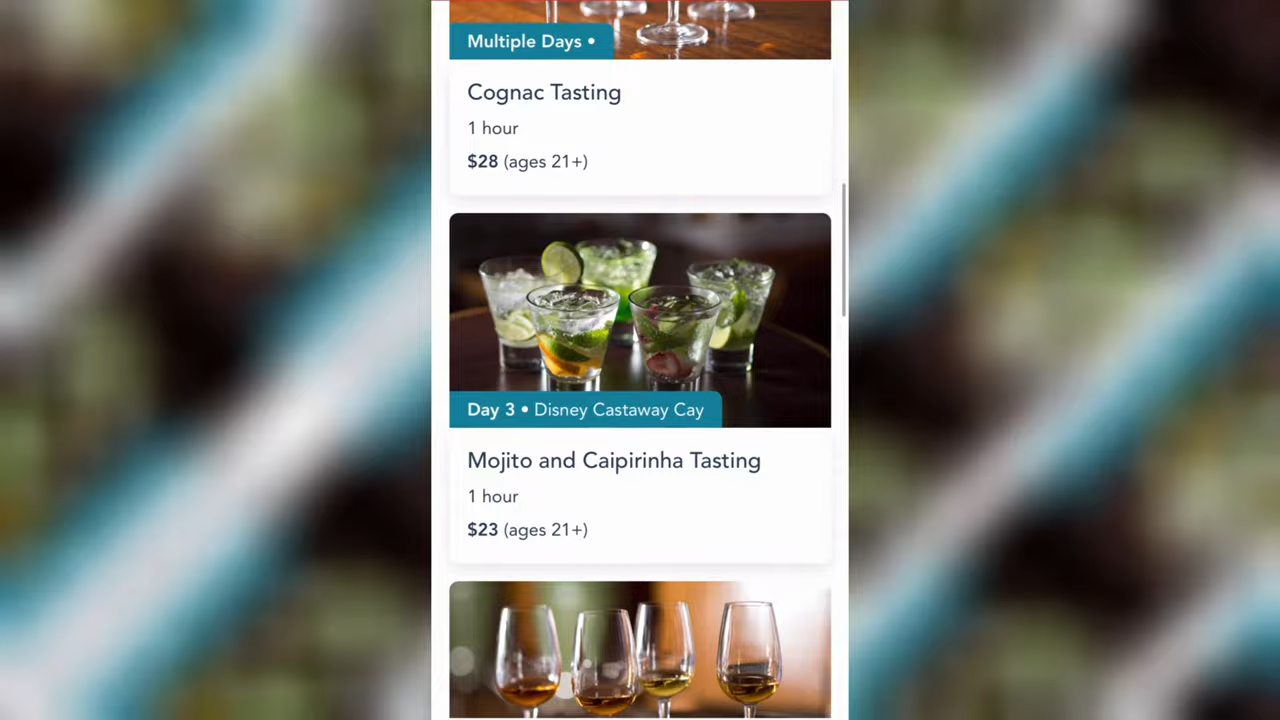 Multiple Days •
Cognac Tasting
1 hour
$28 (ages 21+)
Day 3 • Disney Castaway Cay
Mojito and Caipirinha Tasting
1 hour
$23 (ages 21+)